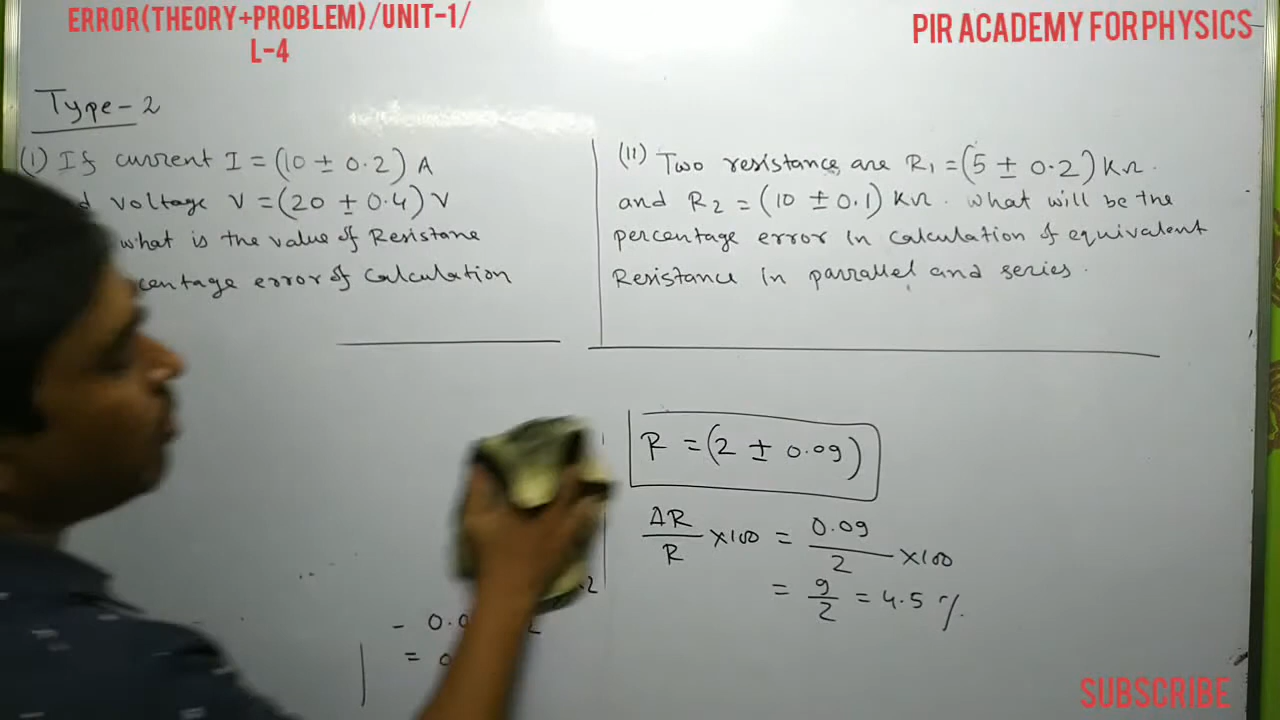 ERROR(THEORY+PROBLEM)/UNIT-1/
L-4
PIR ACADEMY FOR PHYSICS
Type-2
(I) If current I = (10 ± 0.2) A
voltage V = (20 ± 0.4) V
what is the value of Resistane
centage error of Calculation
(II) Two resistance are R₁ = (5 ± 0.2) KΩ.
and R₂ = (10 ± 0.1) KΩ. What will be the
percentage error in calculation of equivalent
Resistance in parrallel and series.
R = (2 ± 0.09)
ΔR/R ×100 = 0.09/2 ×100
= 9/2 = 4.5 %
SUBSCRIBE